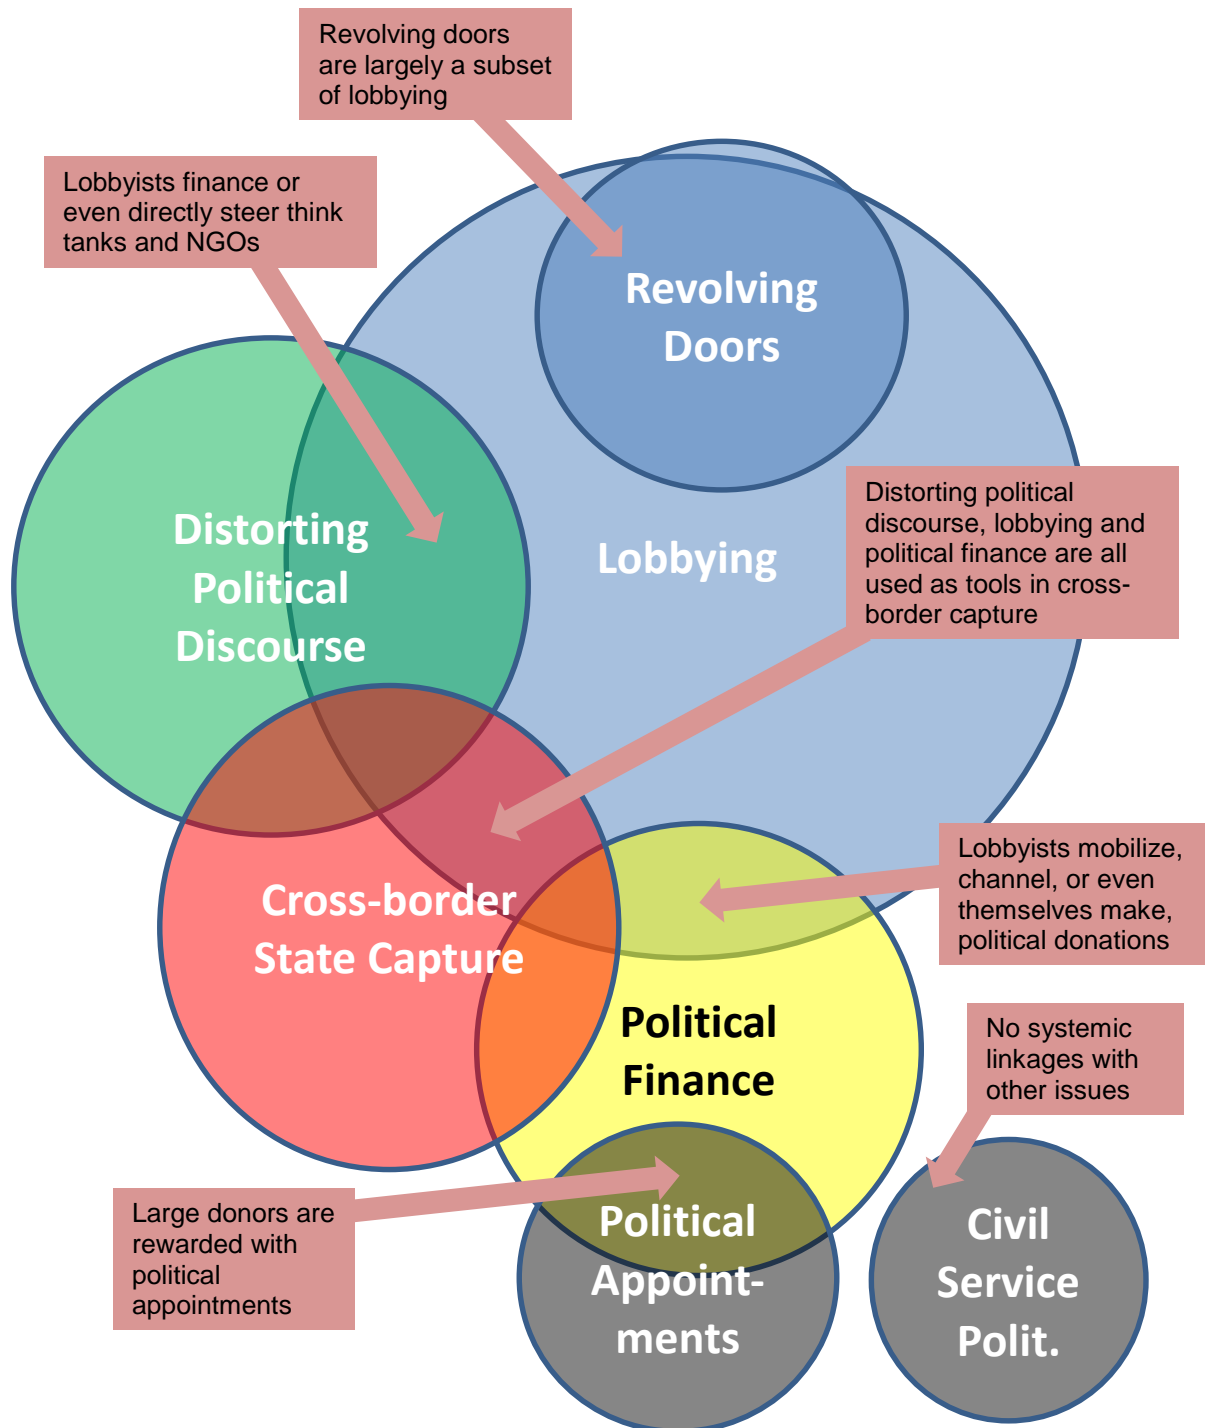 Revolving doors
are largely a subset
of lobbying
Lobbyists finance or
even directly steer think
tanks and NGOs
Revolving
Doors
Distorting
Political
Discourse
Lobbying
Distorting political
discourse, lobbying and
political finance are all
used as tools in cross-
border capture
Cross-border
State Capture
Lobbyists mobilize,
channel, or even
themselves make,
political donations
Political
Finance
No systemic
linkages with
other issues
Large donors are
rewarded with
political
appointments
Political
Appoint-
ments
Civil
Service
Polit.